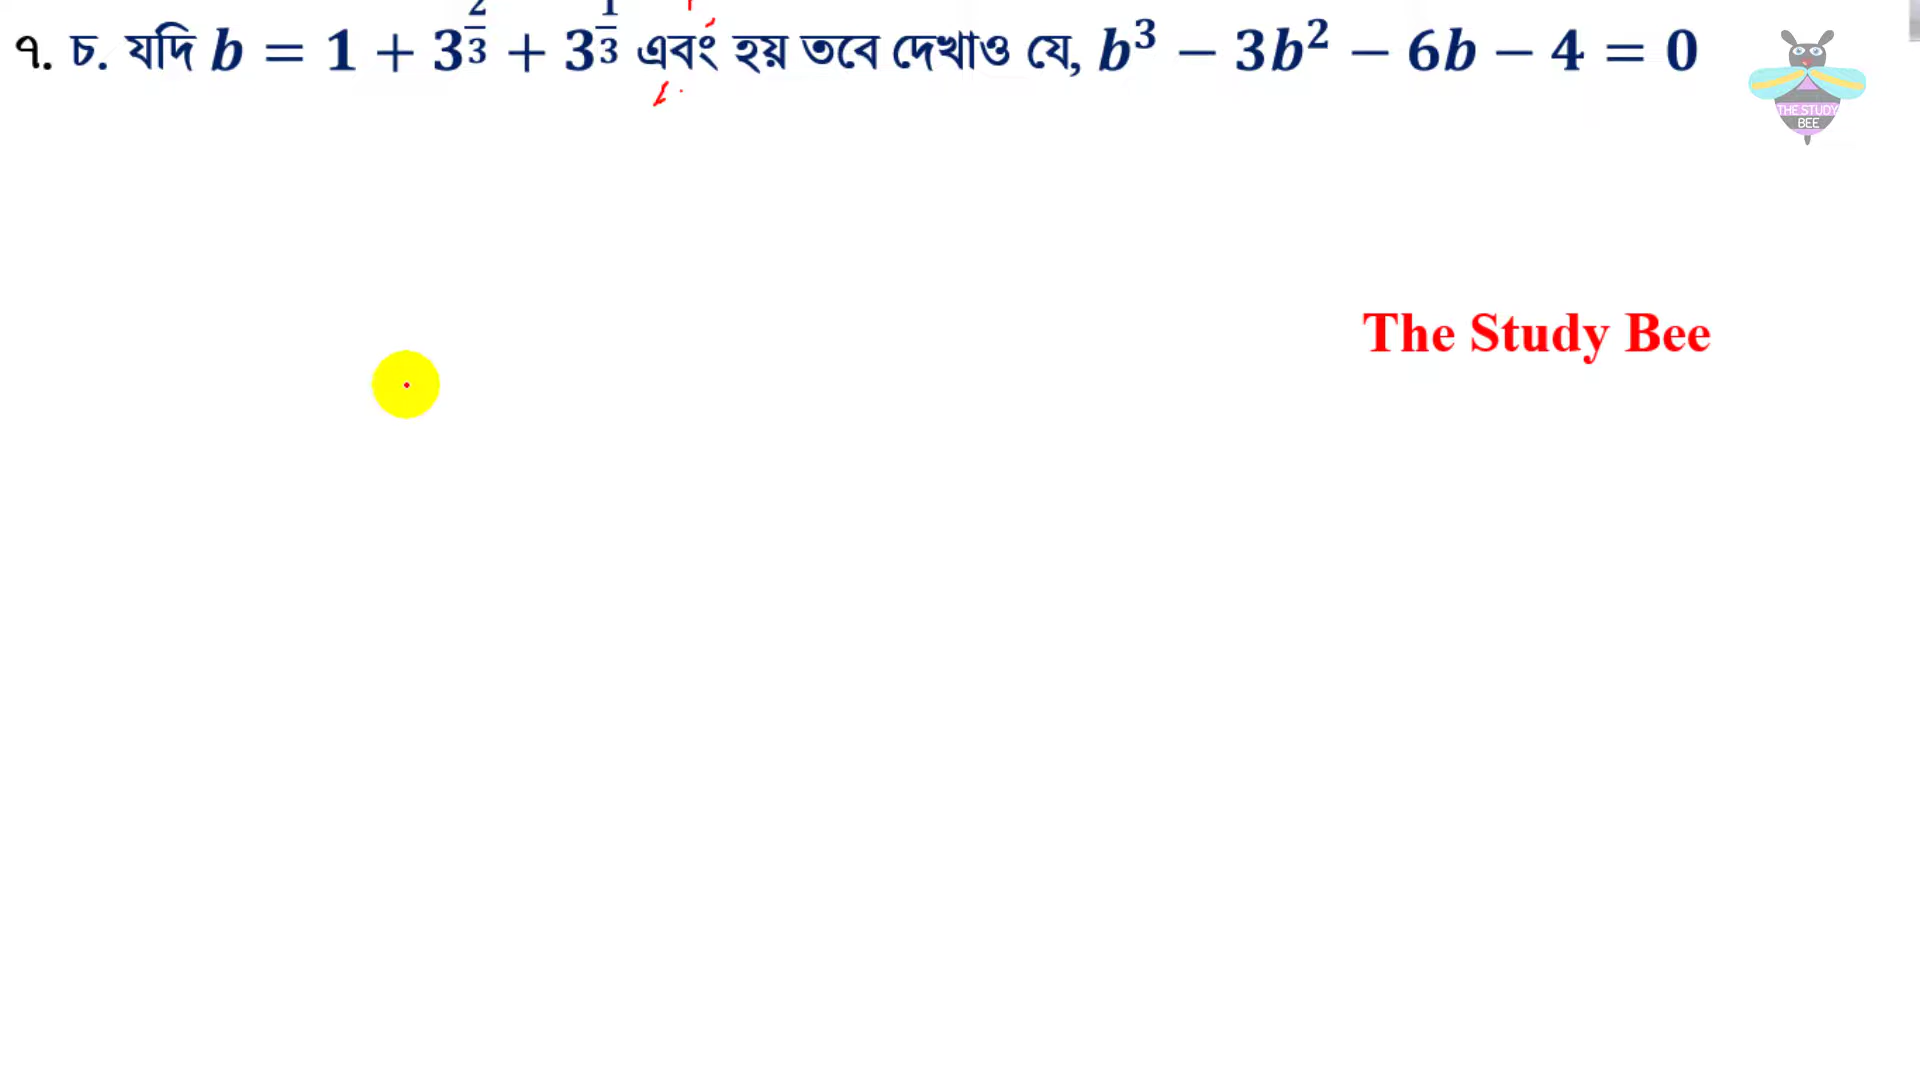 ৭. চ. যদি b = 1 + 3^(2/3) + 3^(1/3) এবং হয় তবে দেখাও যে, b³ − 3b² − 6b − 4 = 0
THE STUDY
BEE
The Study Bee